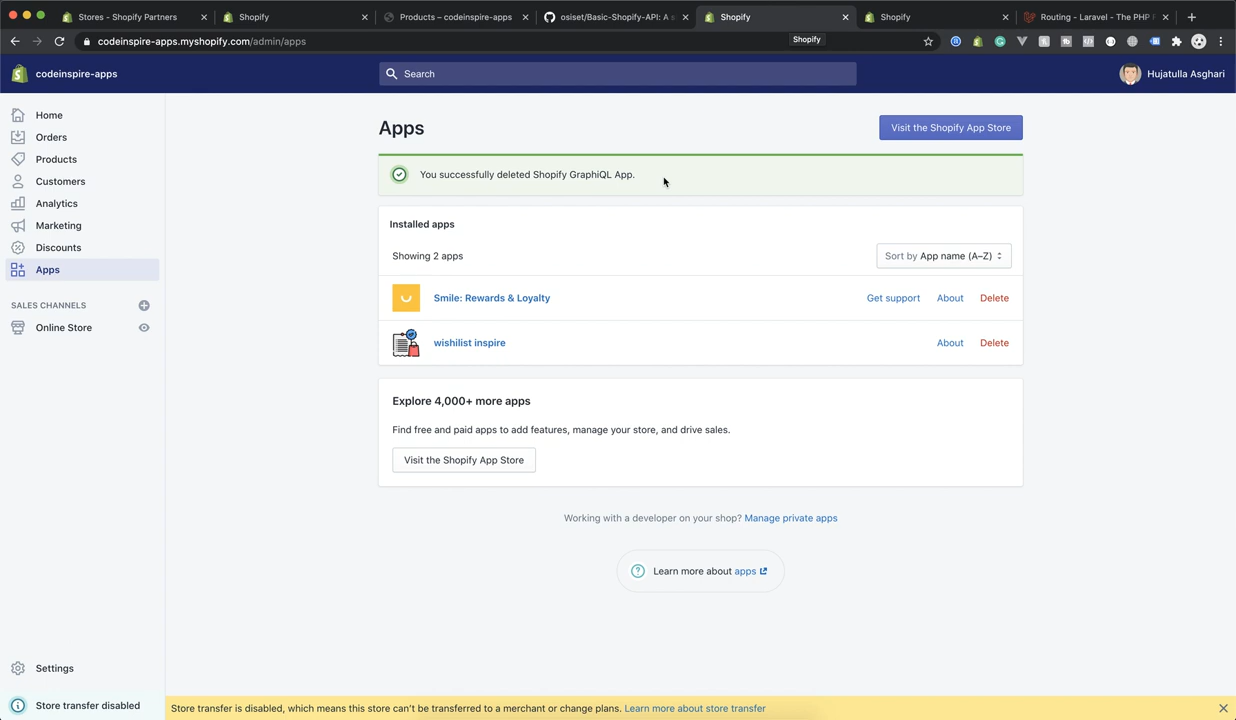 Stores - Shopify Partners
Shopify
Products – codeinspire-apps
osiset/Basic-Shopify-API: A s
Shopify
Shopify
Routing - Laravel - The PHP F
codeinspire-apps.myshopify.com/admin/apps
Shopify
codeinspire-apps
Search
Hujatulla Asghari
Home
Orders
Products
Customers
Analytics
Marketing
Discounts
Apps
SALES CHANNELS
Online Store
Settings
Store transfer disabled
Apps
Visit the Shopify App Store
You successfully deleted Shopify GraphiQL App.
Installed apps
Showing 2 apps
Sort by App name (A–Z)
Smile: Rewards & Loyalty
Get support About Delete
wishilist inspire
About Delete
Explore 4,000+ more apps
Find free and paid apps to add features, manage your store, and drive sales.
Visit the Shopify App Store
Working with a developer on your shop? Manage private apps
Learn more about apps
Store transfer is disabled, which means this store can't be transferred to a merchant or change plans. Learn more about store transfer